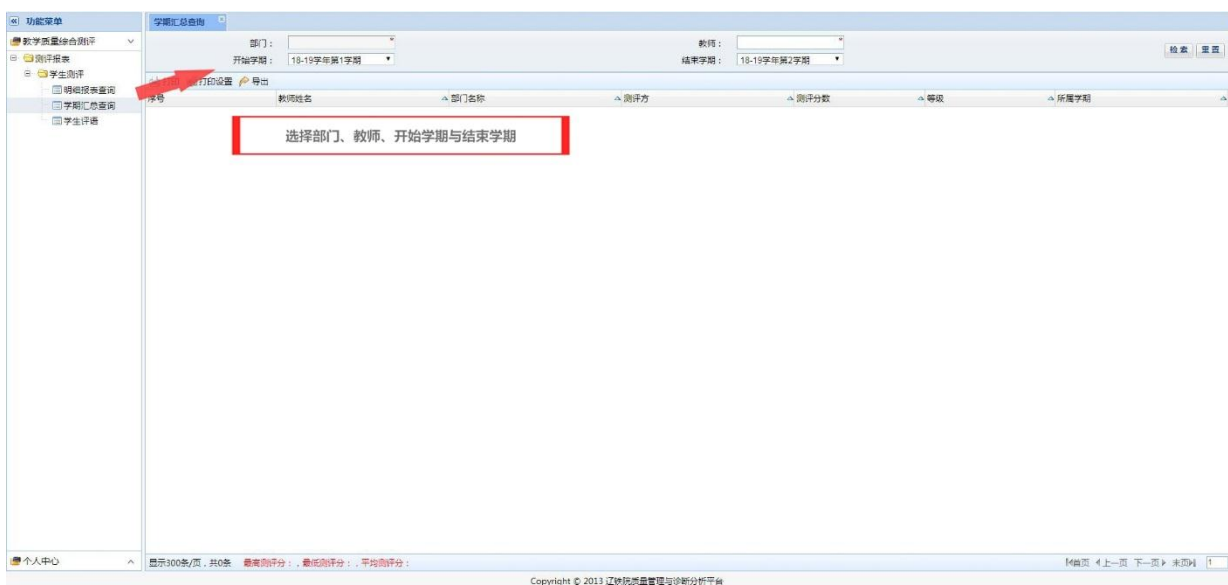 功能菜单
学期汇总查询
教学质量综合测评
测评报表
学生测评
明细报表查询
学期汇总查询
学生评语
部门：
教师：
开始学期： 18-19学年第1学期
结束学期： 18-19学年第2学期
检索 重置
打印 打印设置 导出
序号 教师姓名 部门名称 测评方 测评分数 等级 所属学期
选择部门、教师、开始学期与结束学期
个人中心
显示300条/页，共0条 最高测评分：，最低测评分：，平均测评分：
首页 上一页 下一页 末页 1
Copyright © 2013 辽铁院质量管理与诊断分析平台